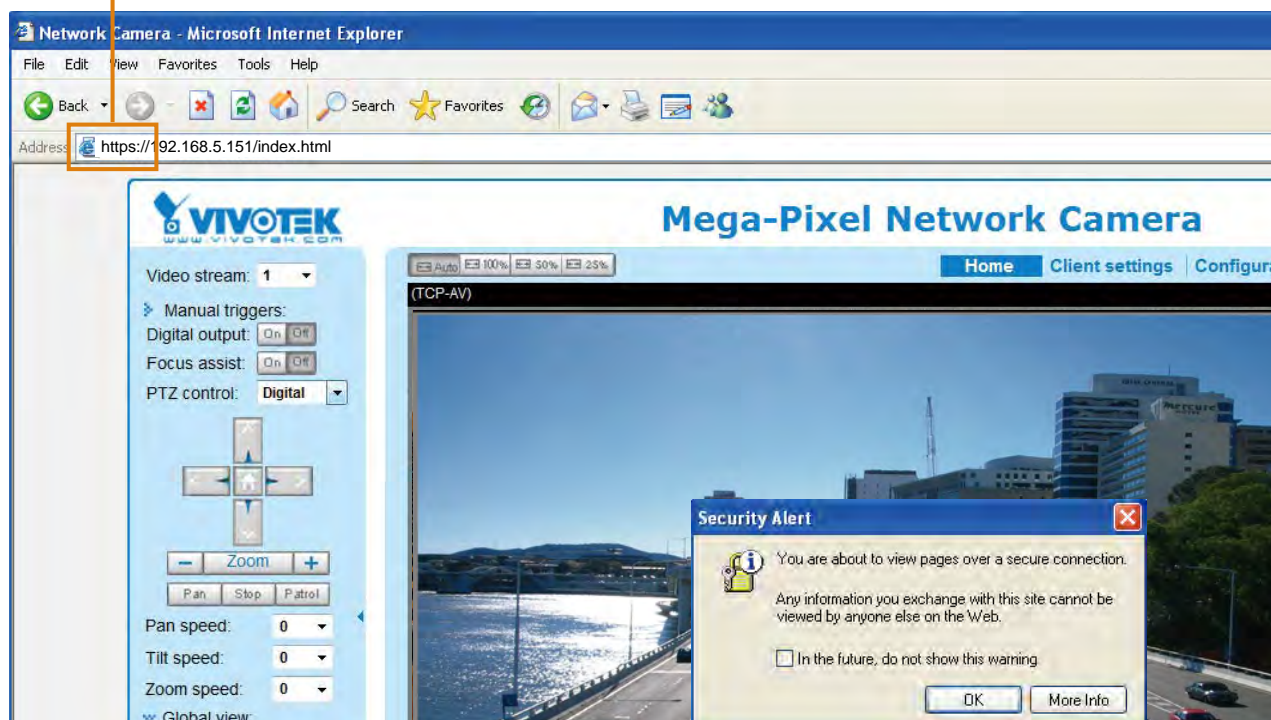 Network Camera - Microsoft Internet Explorer
File Edit View Favorites Tools Help
Back Search Favorites
Address https://192.168.5.151/index.html
VIVOTEK
www.vivotek.com
Mega-Pixel Network Camera
Auto 100% 50% 25%
Home Client settings Configura
(TCP-AV)
Video stream: 1
Manual triggers:
Digital output: On Off
Focus assist: On Off
PTZ control: Digital
Zoom
Pan Stop Patrol
Pan speed: 0
Tilt speed: 0
Zoom speed: 0
Global view:
Mercure
Security Alert
You are about to view pages over a secure connection.
Any information you exchange with this site cannot be
viewed by anyone else on the Web.
In the future, do not show this warning
OK More Info